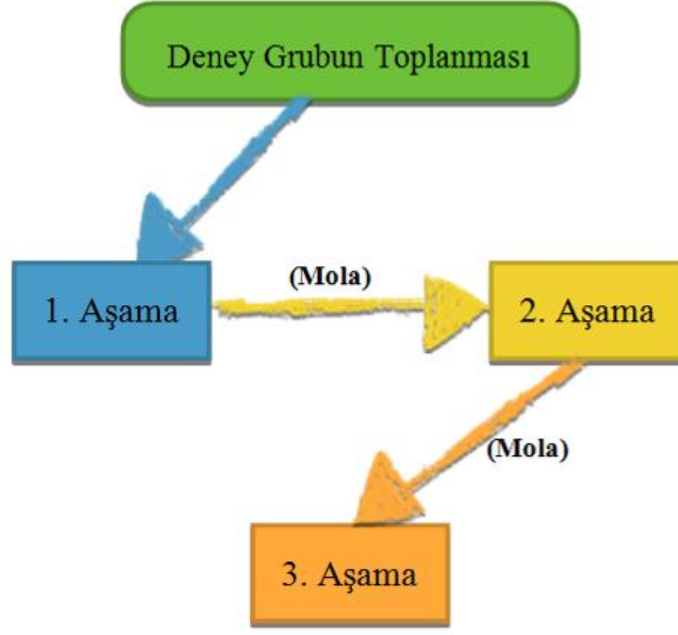 Deney Grubun Toplanması
(Mola)
1. Aşama
2. Aşama
(Mola)
3. Aşama